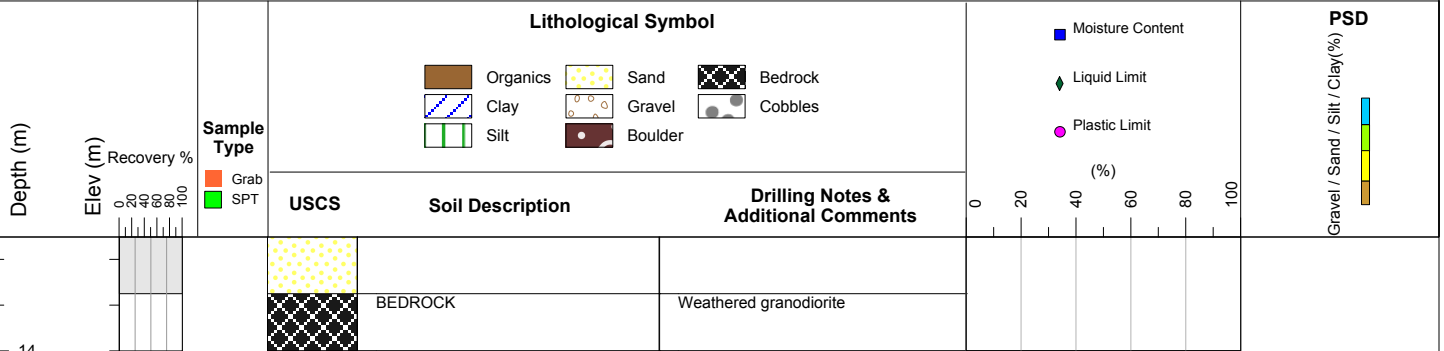 Depth (m)
Elev (m)
Recovery %
0 20 40 60 80 100
Sample
Type
Grab
SPT
Lithological Symbol
Organics Sand Bedrock
Clay Gravel Cobbles
Silt Boulder
USCS
Soil Description
Drilling Notes &
Additional Comments
Moisture Content
Liquid Limit
Plastic Limit
(%)
0 20 40 60 80 100
PSD
Gravel / Sand / Silt / Clay(%)
BEDROCK
Weathered granodiorite
14